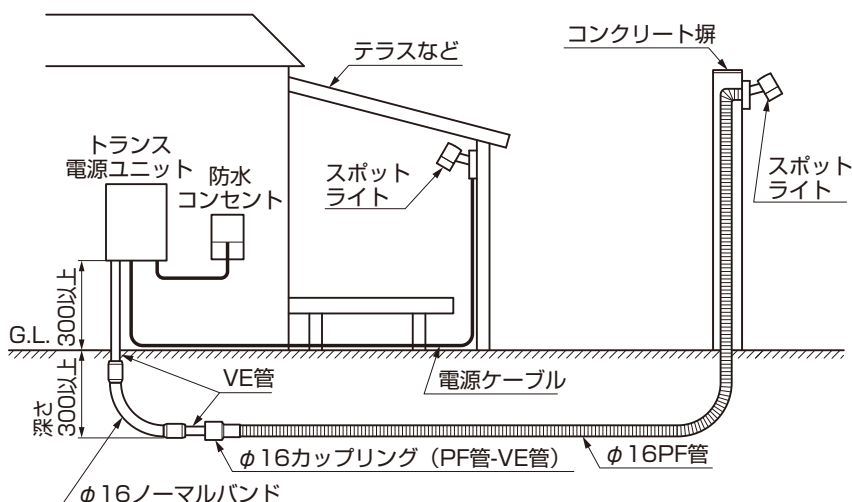 コンクリート塀
テラスなど
トランス
電源ユニット
防水
コンセント
スポット
ライト
スポット
ライト
300以上
G.L.
深さ
300以上
VE管
電源ケーブル
φ16カップリング（PF管-VE管）
φ16PF管
φ16ノーマルバンド